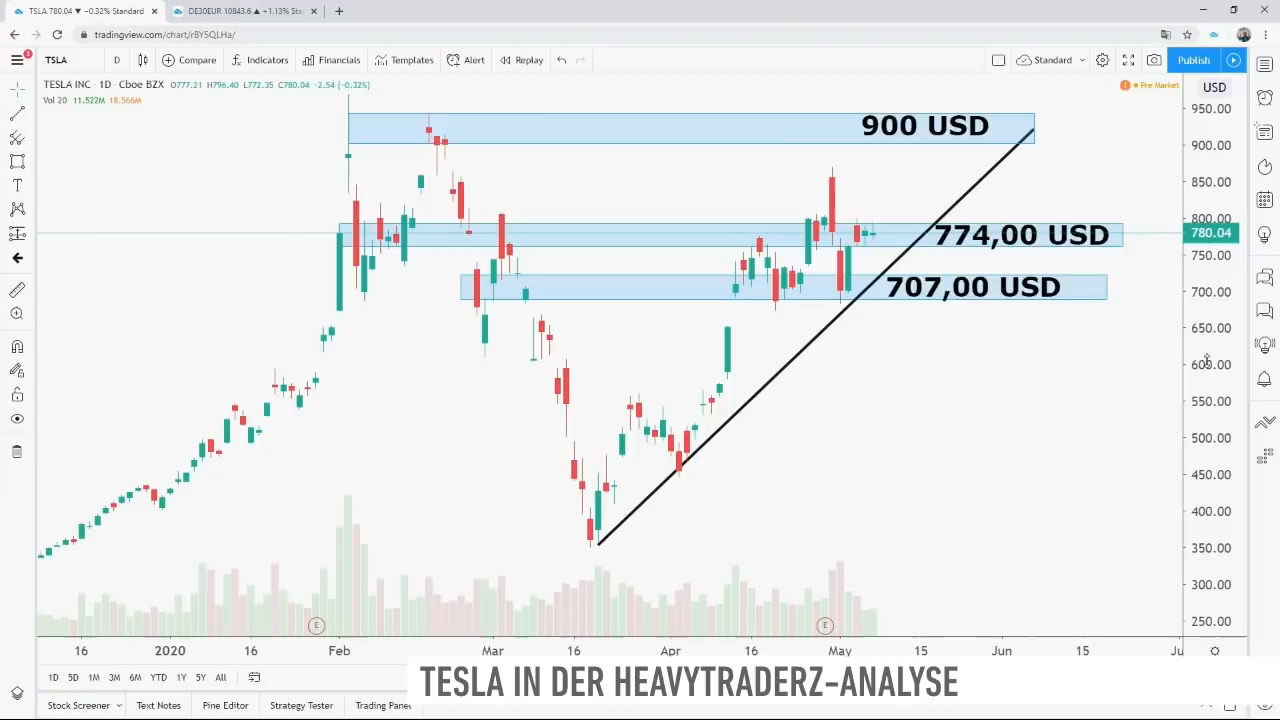 TSLA 780.04 ▼ −0.32% Standard
DE30EUR 10843.6 ▲ +1.13% Sta
tradingview.com/chart/rBY5QLHa/
3
TSLA
D
Compare
Indicators
Financials
Templates
Alert
Replay
Standard
Publish
TESLA INC · 1D · Cboe BZX O777.21 H796.40 L772.35 C780.04 −2.54 (−0.32%)
Vol 20 11.522M 18.566M
Pre Market
USD
950.00
900.00
850.00
800.00
780.04
750.00
700.00
650.00
600.00
550.00
500.00
450.00
400.00
350.00
300.00
250.00
900 USD
774,00 USD
707,00 USD
E
E
16
2020
16
Feb
Mar
16
Apr
16
May
15
Jun
15
Ju
1D 5D 1M 3M 6M YTD 1Y 5Y All
TESLA IN DER HEAVYTRADERZ-ANALYSE
Stock Screener
Text Notes
Pine Editor
Strategy Tester
Trading Panel